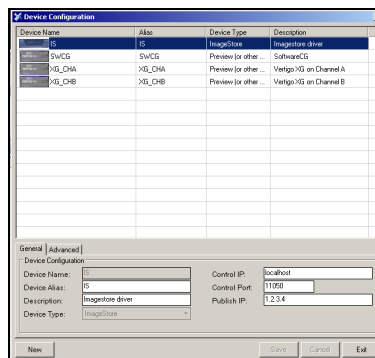 Device Configuration
Device Name Alias Device Type Description
IS IS ImageStore Imagestore driver
SWCG SWCG Preview (or other ... SoftwareCG
XG_CHA XG_CHA Preview (or other ... Vertigo XG on Channel A
XG_CHB XG_CHB Preview (or other ... Vertigo XG on Channel B
General Advanced
Device Configuration
Device Name: IS Control IP: localhost
Device Alias: IS Control Port: 11050
Description: Imagestore driver Publish IP: 1.2.3.4
Device Type: ImageStore
New Save Cancel Exit